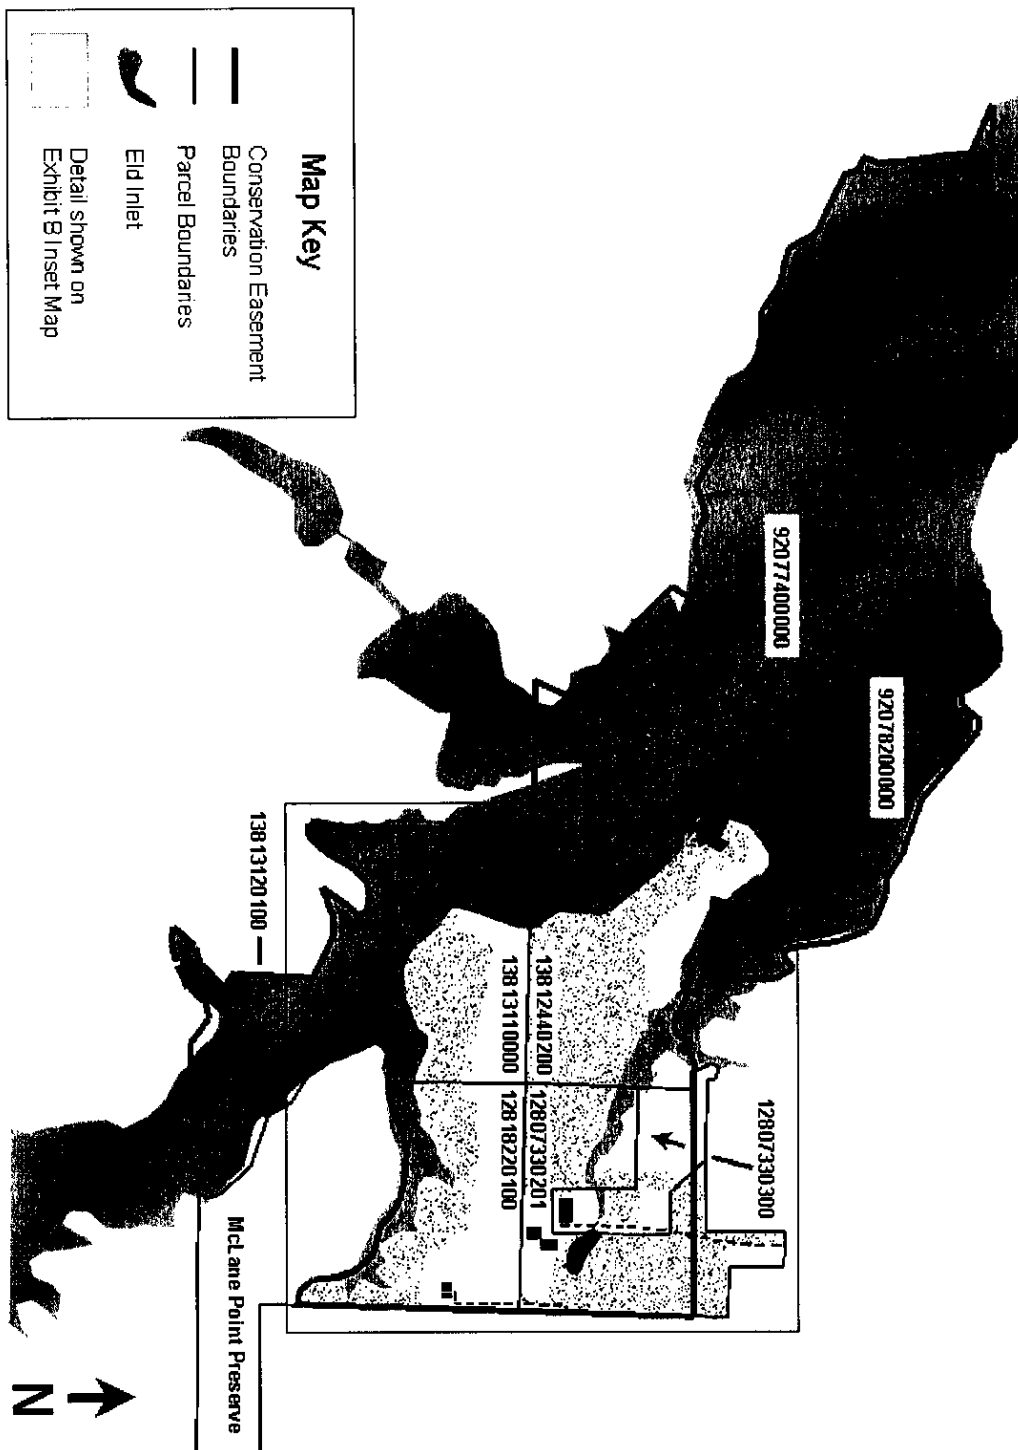 Map Key
Conservation Easement
Boundaries
Parcel Boundaries
Eld Inlet
Detail shown on
Exhibit B Inset Map
92077400000
92078200000
13813120100
13812440200
13813110000
12807330201
12818220100
12807330300
McLane Point Preserve
N